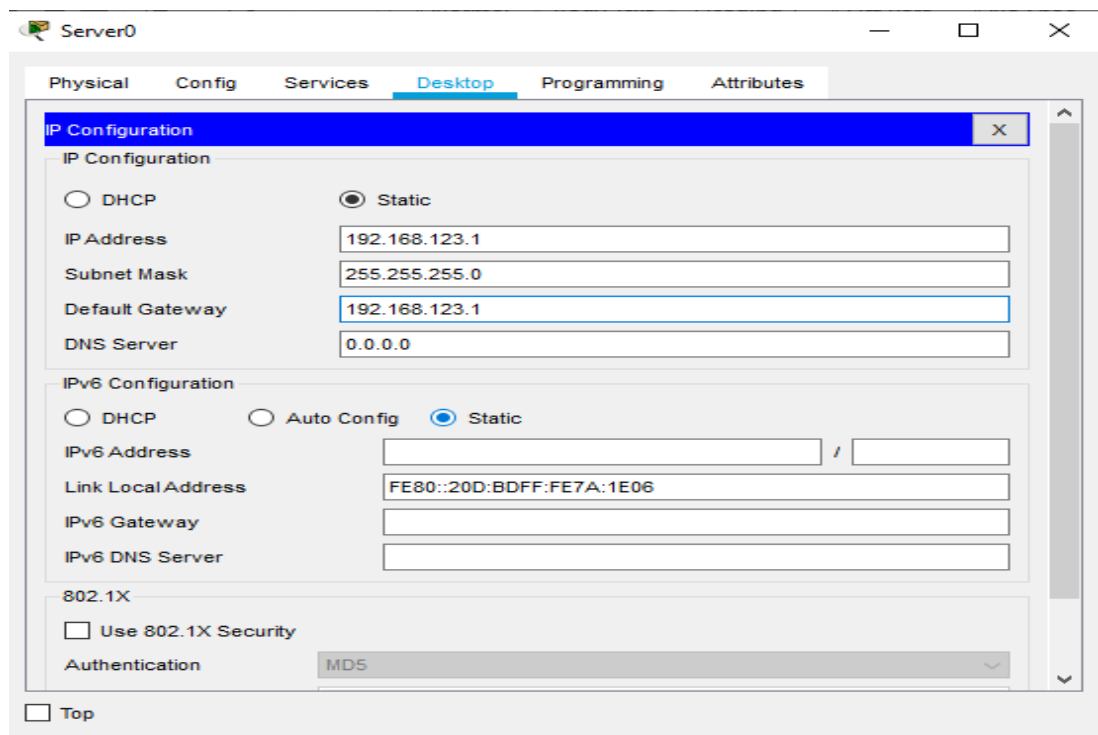 Server0
Physical Config Services Desktop Programming Attributes
IP Configuration X
IP Configuration
DHCP Static
IP Address 192.168.123.1
Subnet Mask 255.255.255.0
Default Gateway 192.168.123.1
DNS Server 0.0.0.0
IPv6 Configuration
DHCP Auto Config Static
IPv6 Address /
Link Local Address FE80::20D:BDFF:FE7A:1E06
IPv6 Gateway
IPv6 DNS Server
802.1X
Use 802.1X Security
Authentication MD5
Top